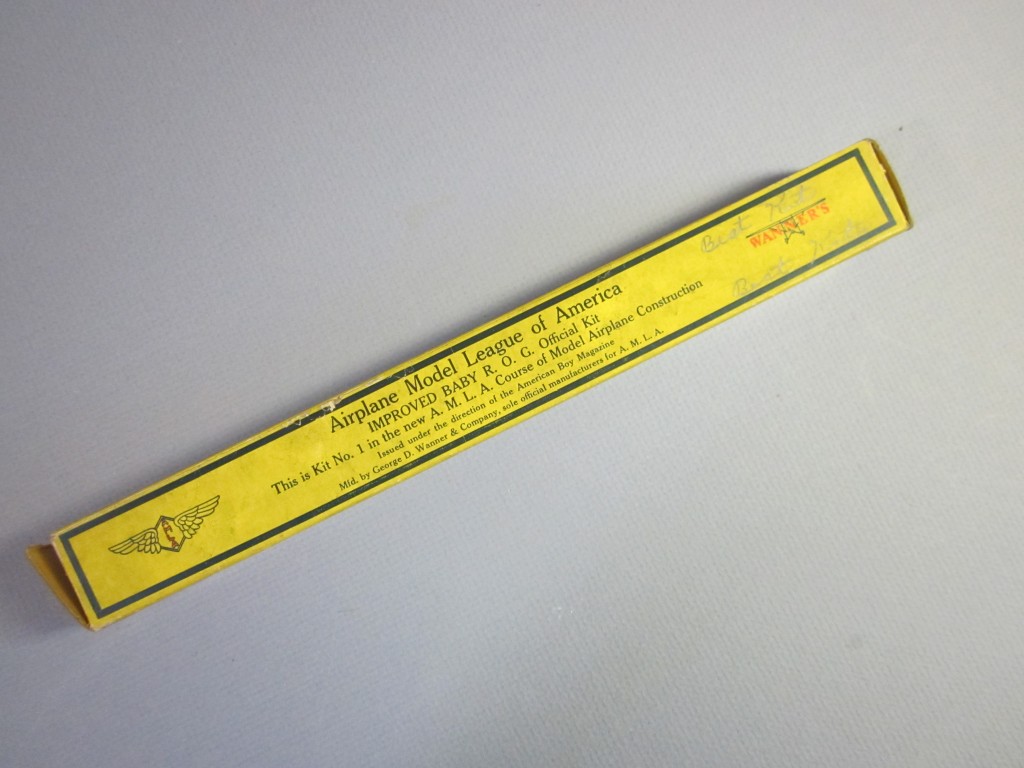 Airplane Model League of America
IMPROVED BABY R. O. G. Official Kit
This is Kit No. 1 in the new A. M. L. A. Course of Model Airplane Construction
Issued under the direction of the American Boy Magazine
Mfd. by George D. Wanner & Company, sole official manufacturers for A. M. L. A.
WANNER'S
Best
Best